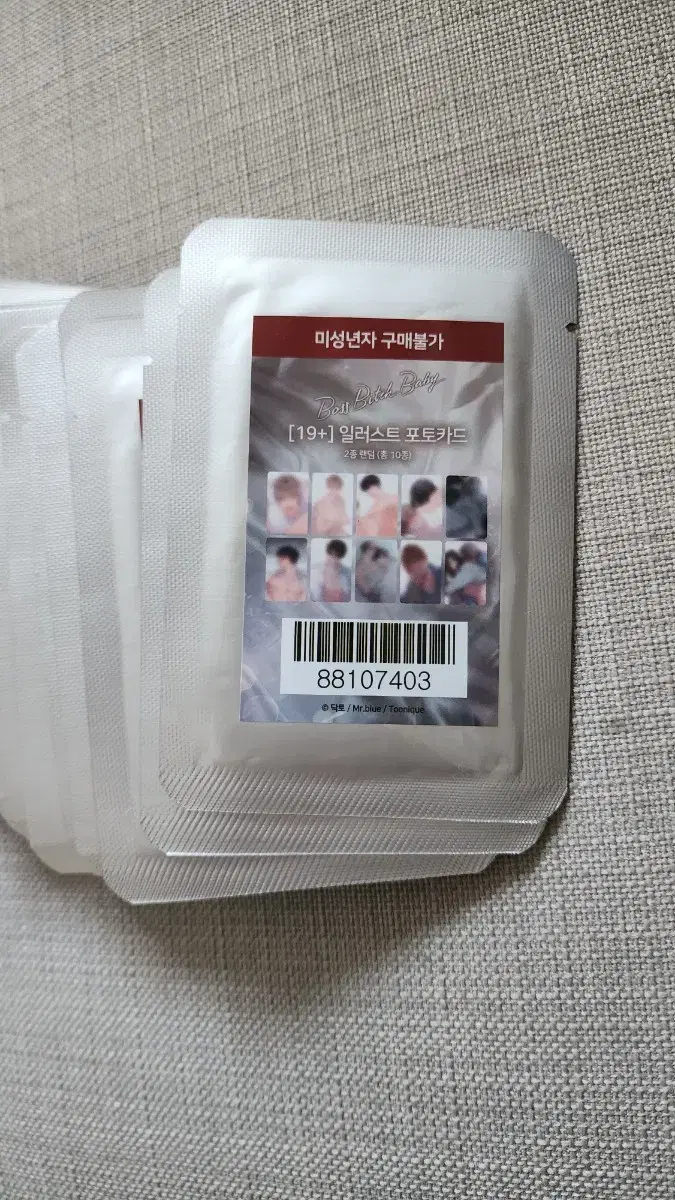 미성년자 구매불가
Boss Bitch Baby
[19+] 일러스트 포토카드
2종 랜덤 (총 10종)
88107403
© 닥토 / Mr.blue / Toonique